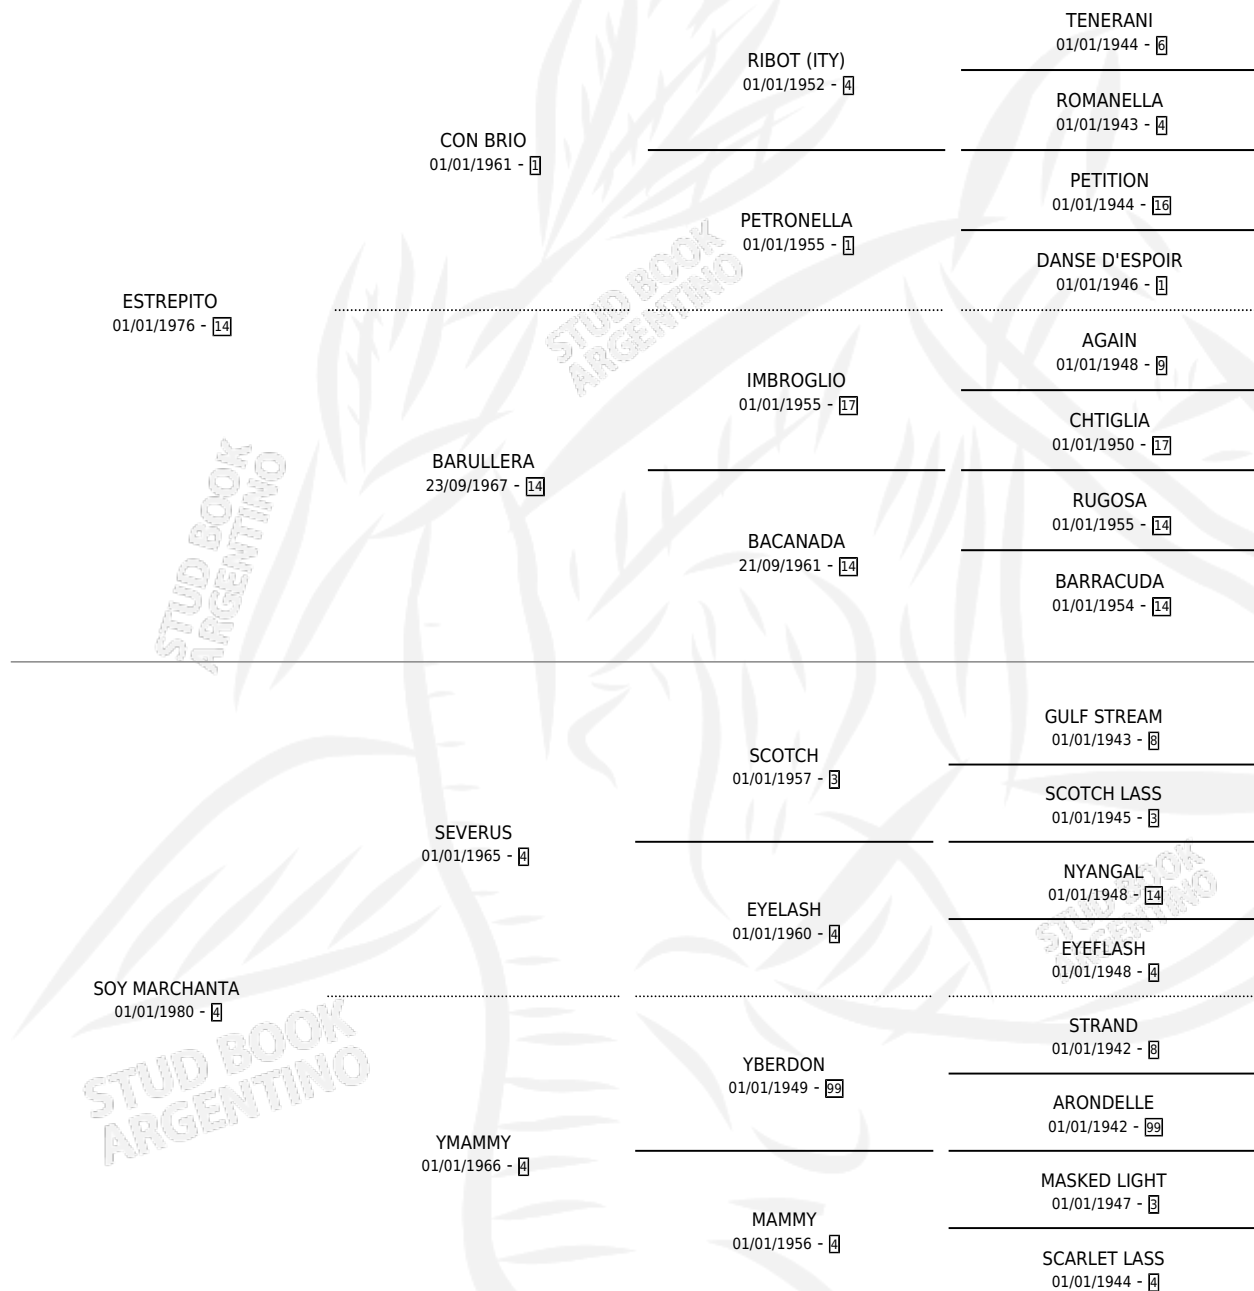 TENERANI
01/01/1944 - 6
RIBOT (ITY)
01/01/1952 - 4
ROMANELLA
01/01/1943 - 4
CON BRIO
01/01/1961 - 1
PETITION
01/01/1944 - 16
PETRONELLA
01/01/1955 - 1
DANSE D'ESPOIR
01/01/1946 - 1
ESTREPITO
01/01/1976 - 14
STUD BOOK
ARGENTINO
AGAIN
01/01/1948 - 9
IMBROGLIO
01/01/1955 - 17
CHTIGLIA
01/01/1950 - 17
BARULLERA
23/09/1967 - 14
STUD BOOK
ARGENTINO
RUGOSA
01/01/1955 - 14
BACANADA
21/09/1961 - 14
BARRACUDA
01/01/1954 - 14
GULF STREAM
01/01/1943 - 8
SCOTCH
01/01/1957 - 3
SCOTCH LASS
01/01/1945 - 3
SEVERUS
01/01/1965 - 4
NYANGAL
01/01/1948 - 14
STUD BOOK
ARGENTINO
EYELASH
01/01/1960 - 4
EYEFLASH
01/01/1948 - 4
SOY MARCHANTA
01/01/1980 - 4
STUD BOOK
ARGENTINO
STRAND
01/01/1942 - 8
YBERDON
01/01/1949 - 99
ARONDELLE
01/01/1942 - 99
YMAMMY
01/01/1966 - 4
MASKED LIGHT
01/01/1947 - 3
MAMMY
01/01/1956 - 4
SCARLET LASS
01/01/1944 - 4